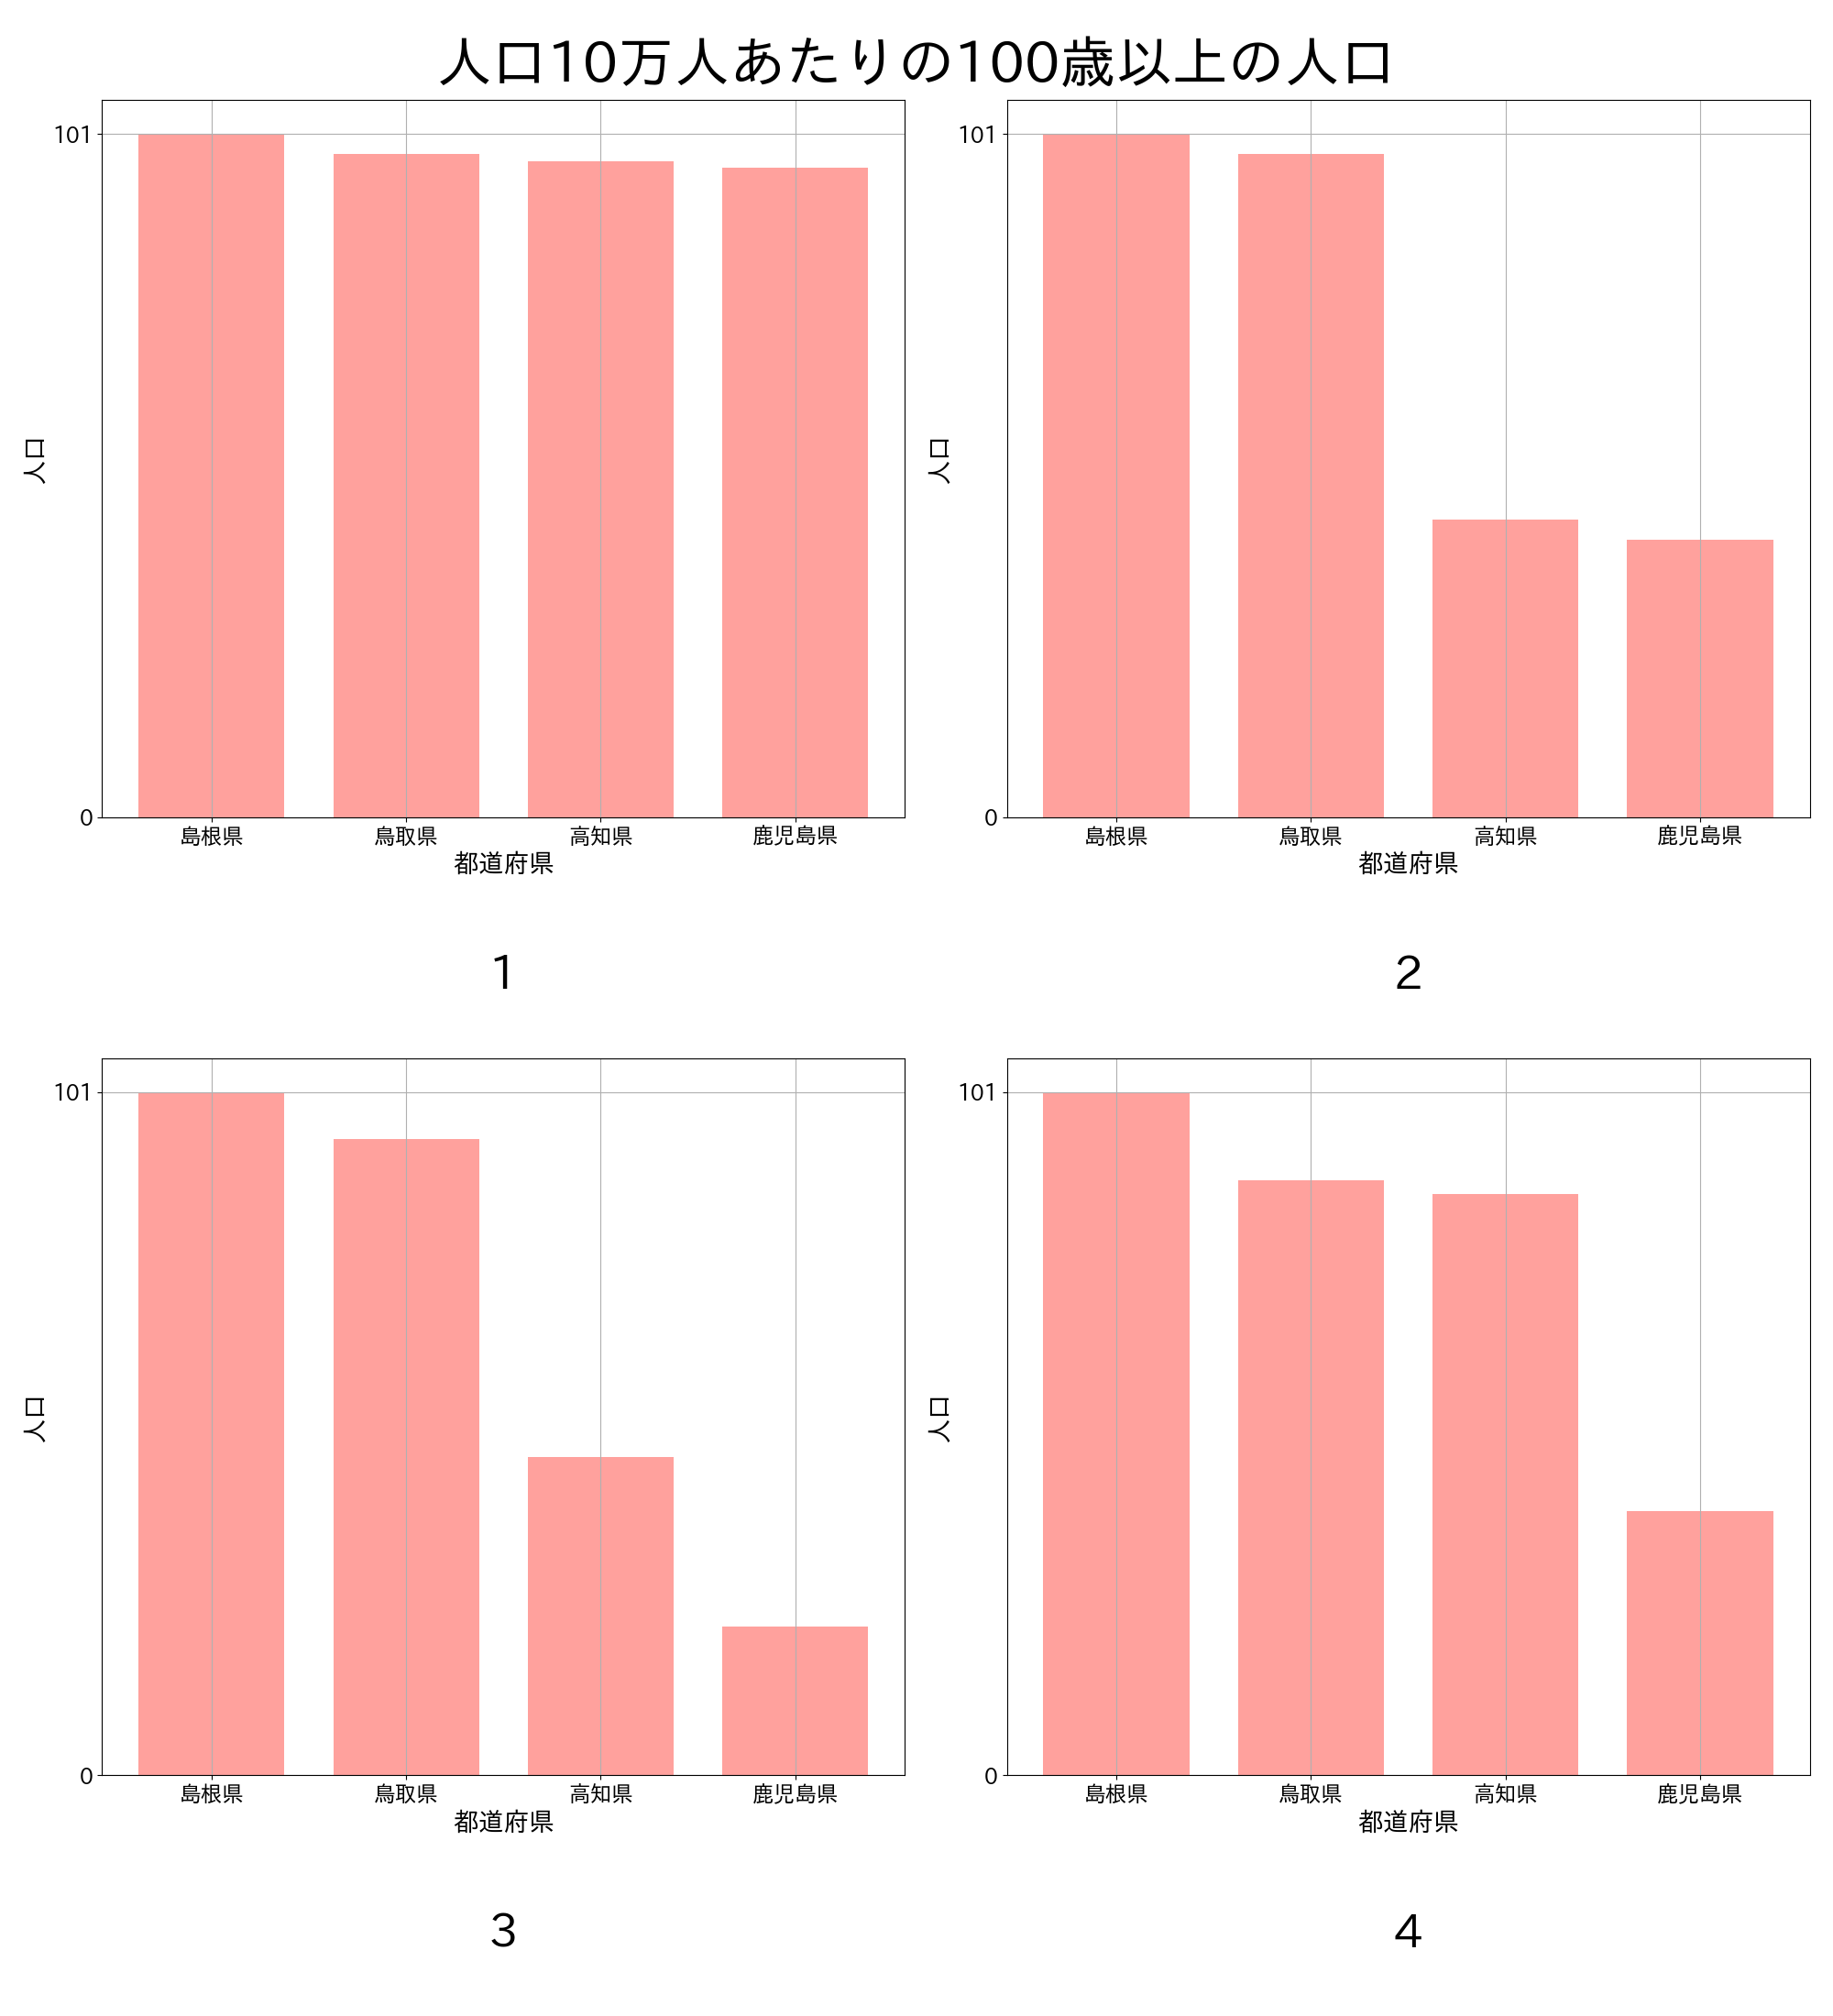 人口10万人あたりの100歳以上の人口
101
人口
0
島根県 鳥取県 高知県 鹿児島県
都道府県
1
101
人口
0
島根県 鳥取県 高知県 鹿児島県
都道府県
2
101
人口
0
島根県 鳥取県 高知県 鹿児島県
都道府県
3
101
人口
0
島根県 鳥取県 高知県 鹿児島県
都道府県
4